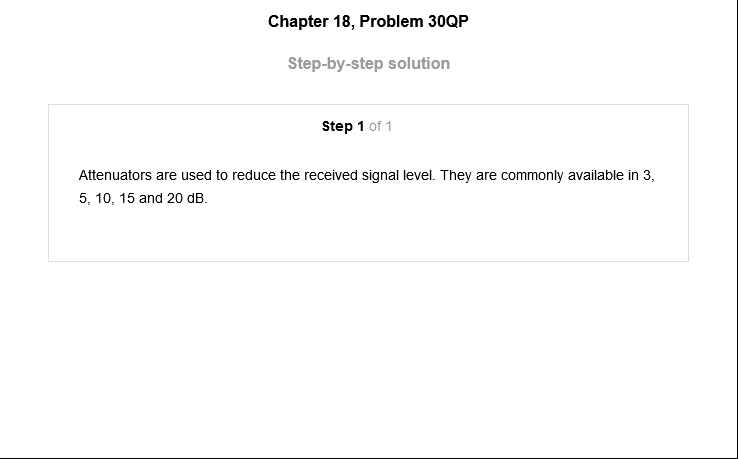 Chapter 18, Problem 30QP
Step-by-step solution
Step 1 of 1
Attenuators are used to reduce the received signal level. They are commonly available in 3,
5, 10, 15 and 20 dB.